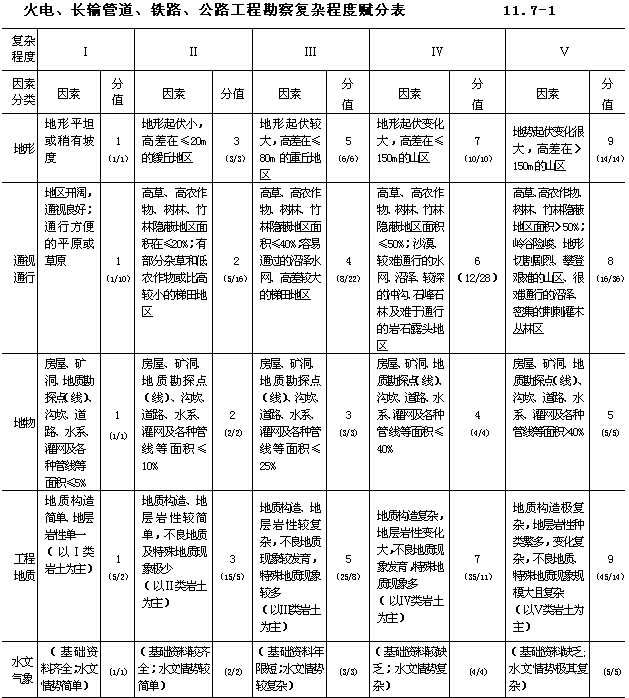 火电、长输管道、铁路、公路工程勘察复杂程度赋分表 11.7-1
复杂
程度
I
II
III
IV
V
因素
分类
因素
分
值
因素
分值
因素
分
值
因素
分
值
因素
分
值
地形
地形平坦
或稍有坡
度
1
(1/1)
地形起伏小,
高差在≤20m
的缓丘地区
3
(3/3)
地形起伏较
大,高差在≤
80m 的重丘地
区
5
(6/6)
地形起伏变化
大,高差在≤
150m的山区
7
(10/10)
地势起伏变化很
大,高差在>
150m的山区
9
(14/14)
通视
通行
地区开阔,
通视良好;
通行方便
的平原或
草原
1
(1/10)
高草、高农作
物、树林、竹
林隐蔽地区面
积在≤20%;有
部分杂草和低
农作物或比高
较小的梯田地
区
2
(5/16)
高草、高农作
物、树林、竹
林隐蔽地区面
积≤40%;容易
通过的沼泽水
网、高差较大
的梯田地区
4
(8/22)
高草、高农作
物、树林、竹
林隐蔽地区面积
≤50%;沙漠、
较难通行的水
网、沼泽、较深
的冲沟、石峰石
林及难于通行
的岩石露头地
区
6
(12/28)
高草、高农作物、
树林、竹林隐蔽
地区面积>50%;
岭谷险峻、地形
切割剧烈、攀登
艰难的山区、很
难通行的沼泽、
密集的荆刺灌木
丛林区
8
(16/36)
地物
房屋、矿
洞、地质勘
探点(线)、
沟坎、道
路、水系、
灌网及各
种管线等
面积≤5%
1
(1/1)
房屋、矿洞、
地质勘探点
(线)、沟坎、
道路、水系、
灌网及各种管
线等面积≤
10%
2
(2/2)
房屋、矿洞、
地质勘探点
(线)、沟坎、
道路、水系、
灌网及各种管
线等面积≤
25%
3
(3/3)
房屋、矿洞、地
质勘探点(线)、
沟坎、道路、水
系、灌网及各种
管线等面积≤
40%
4
(4/4)
房屋、矿洞、地质
勘探点(线)、沟
坎、道路、水
系、灌网及各种
管线等面积>40%
5
(5/5)
工程
地质
地质构造
简单、地层
岩性单一
(以I类
岩土为主)
1
(5/2)
地质构造、地
层岩性较简
单,不良地质
及特殊地质现
象极少
(以II类岩土
为主)
3
(15/5)
地质构造、地
层岩性较复
杂,不良地质
现象较发育,
特殊地质现象
较多
(以III类岩土
为主)
5
(25/8)
地质构造复杂,
地层岩性变化
大,不良地质现
象发育,特殊地
质现象多
(以IV类岩土为
主)
7
(35/11)
地质构造极复
杂,地层岩性种
类繁多,变化复
杂,不良地质、
特殊地质现象规
模大且复杂
(以V类岩土为
主)
9
(45/14)
水文
气象
(基础资
料齐全;水文
情势简单)
(1/1)
(基础资料较齐
全;水文情势较
简单)
(2/2)
(基础资料年
限短;水文情势
较复杂)
(3/3)
(基础资料较缺
乏;水文情势复
杂)
(4/4)
(基础资料缺乏;
水文情势极其复
杂)
(5/5)